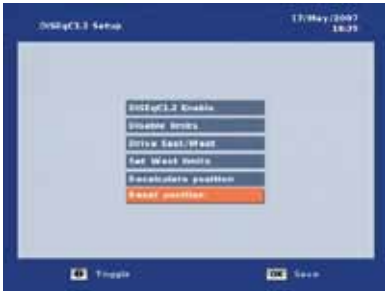 DiSEqC1.2 Setup
17/May/2007
18:25
DiSEqC1.2 Enable
Disable limits
Drive East/West
Set West limits
Recalculate position
Reset position
Toggle
OK Save